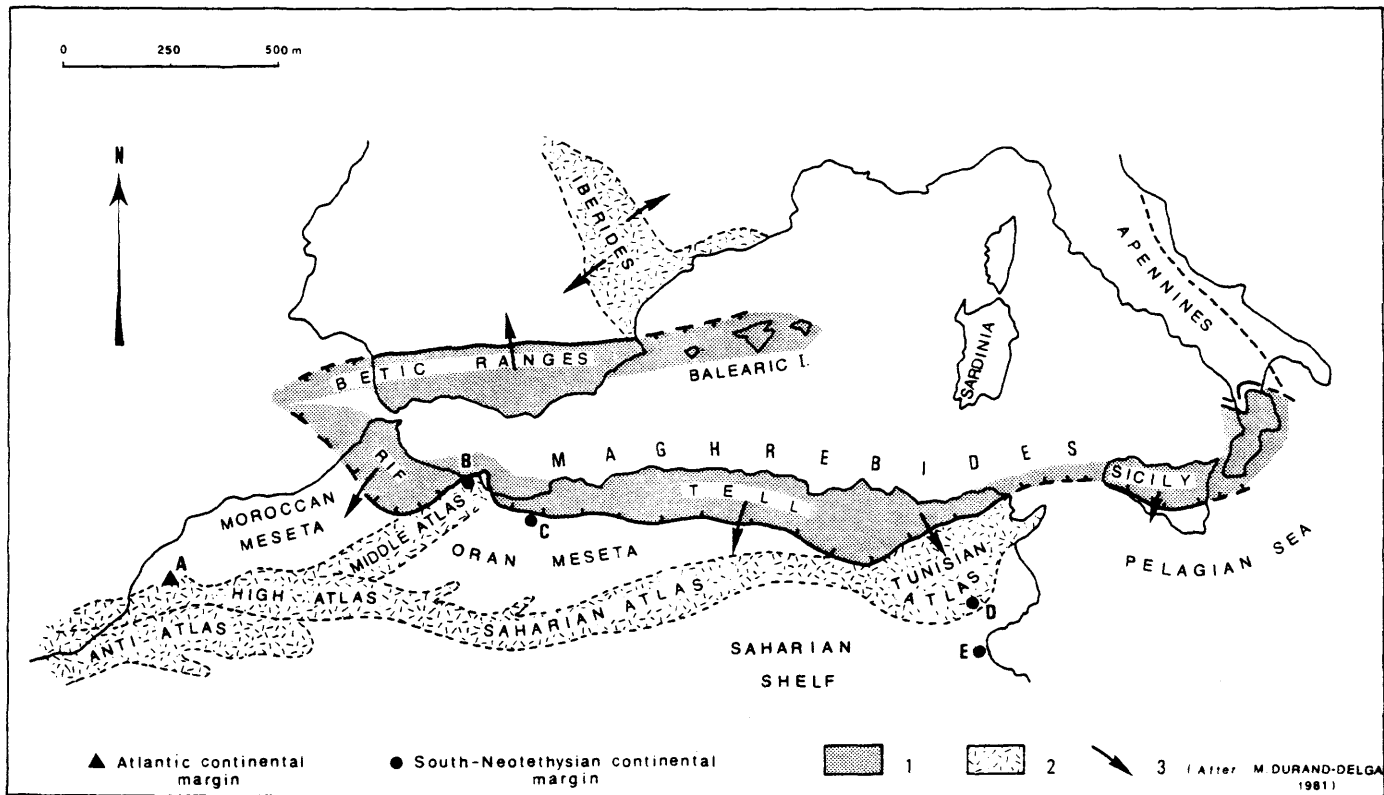 0 250 500 m
N
IBERIDES
APENNINES
SARDINIA
BETIC RANGES
BALEARIC I.
MAGHREBIDES
RIF
B
TELL
SICILY
MOROCCAN
MESETA
MIDDLE ATLAS
C
ORAN MESETA
PELAGIAN SEA
A
HIGH-ATLAS
TUNISIAN
ATLAS
SAHARIAN ATLAS
D
ANTI ATLAS
E
SAHARIAN
SHELF
Atlantic continental
margin
South-Neotethysian continental
margin
1
2
3 (After M.DURAND-DELGA
1981)